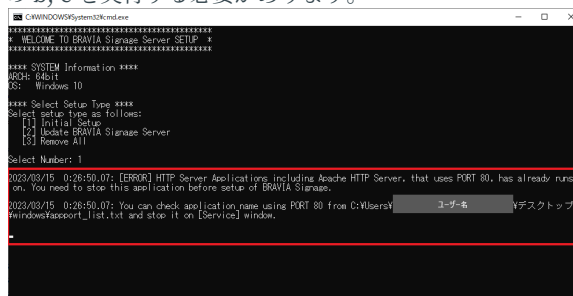 を実行する必要があります。
C:¥WINDOWS¥System32¥cmd.exe
*****************************************
*  WELCOME TO BRAVIA Signage Server SETUP  *
*****************************************
**** SYSTEM Information ****
ARCH: 64bit
OS:   Windows 10
**** Select Setup Type ****
Select setup type as follows:
[1] Initial Setup
[2] Update BRAVIA Signage Server
[3] Remove All
Select Number: 1
2023/03/15  0:26:50.07: [ERROR] HTTP Server Applications including Apache HTTP Server, that uses PORT 80, has already runs
on. You need to stop this application before setup of BRAVIA Signage.
2023/03/15  0:26:50.07: You can check application name using PORT 80 from C:¥Users¥ ユーザー名 ¥デスクトップ
¥windows¥appport_list.txt and stop it on [Service] window.